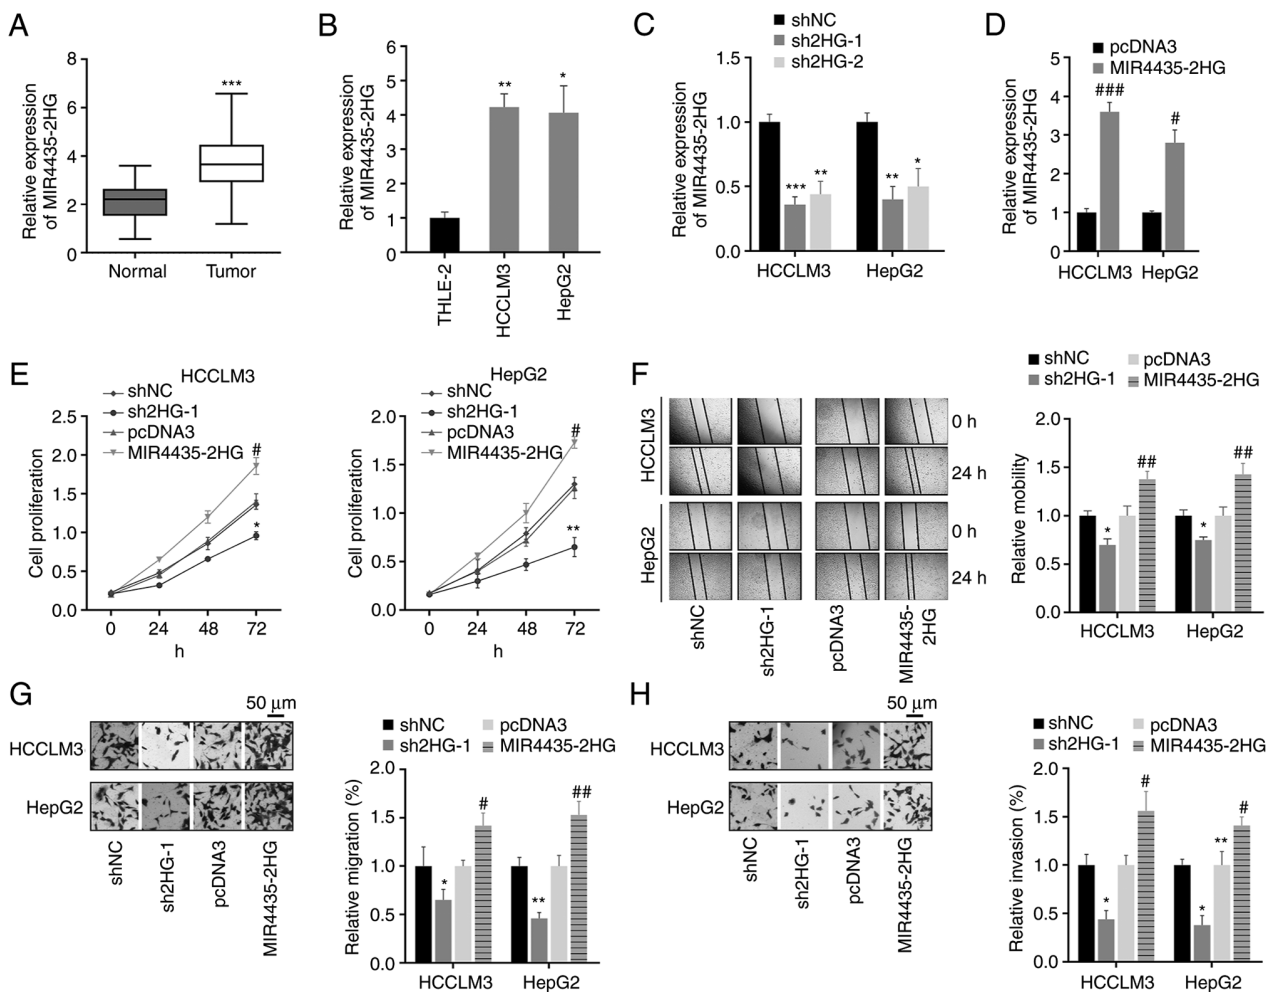 A
Relative expression
of MIR4435-2HG
8
6
4
2
0
***
Normal
Tumor
B
Relative expression
of MIR4435-2HG
6
5
4
3
2
1
0
**
*
THLE-2
HCCLM3
HepG2
C
shNC
sh2HG-1
sh2HG-2
Relative expression
of MIR4435-2HG
1.5
1.0
0.5
0.0
***
**
**
*
HCCLM3
HepG2
D
pcDNA3
MIR4435-2HG
Relative expression
of MIR4435-2HG
5
4
3
2
1
0
###
#
HCCLM3
HepG2
E
HCCLM3
shNC
sh2HG-1
pcDNA3
MIR4435-2HG
Cell proliferation
2.5
2.0
1.5
1.0
0.5
0.0
#
*
0
24
48
72
h
HepG2
shNC
sh2HG-1
pcDNA3
MIR4435-2HG
Cell proliferation
2.0
1.5
1.0
0.5
0.0
#
**
0
24
48
72
h
F
HCCLM3
HepG2
0 h
24 h
0 h
24 h
shNC
sh2HG-1
pcDNA3
MIR4435-
2HG
shNC
sh2HG-1
pcDNA3
MIR4435-2HG
Relative mobility
2.0
1.5
1.0
0.5
0.0
*
##
*
##
HCCLM3
HepG2
G
50 µm
HCCLM3
HepG2
shNC
sh2HG-1
pcDNA3
MIR4435-2HG
shNC
sh2HG-1
pcDNA3
MIR4435-2HG
Relative migration (%)
2.0
1.5
1.0
0.5
0.0
*
#
**
##
HCCLM3
HepG2
H
50 µm
HCCLM3
HepG2
shNC
sh2HG-1
pcDNA3
MIR4435-2HG
shNC
sh2HG-1
pcDNA3
MIR4435-2HG
Relative invasion (%)
2.0
1.5
1.0
0.5
0.0
*
#
*
**
#
HCCLM3
HepG2